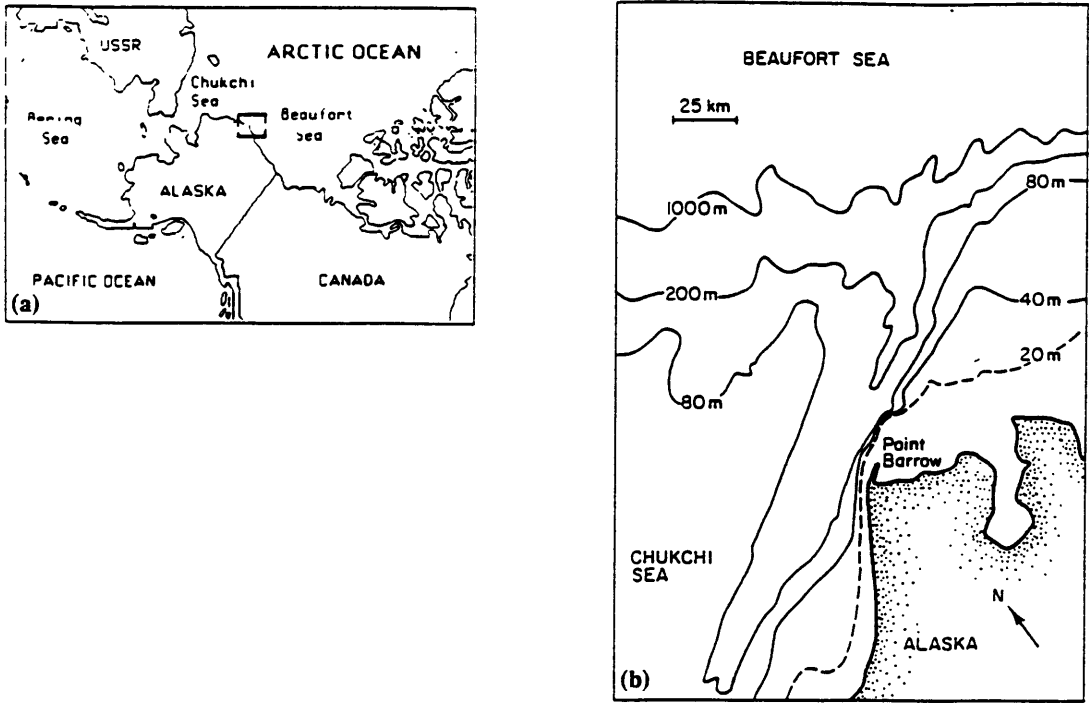 USSR
ARCTIC OCEAN
Chukchi
Sea
Beaufort
Sea
ALASKA
PACIFIC OCEAN
CANADA
(a)
BEAUFORT SEA
25 km
80m
1000m
200m
40m
20m
80m
Point
Barrow
CHUKCHI
SEA
N
ALASKA
(b)